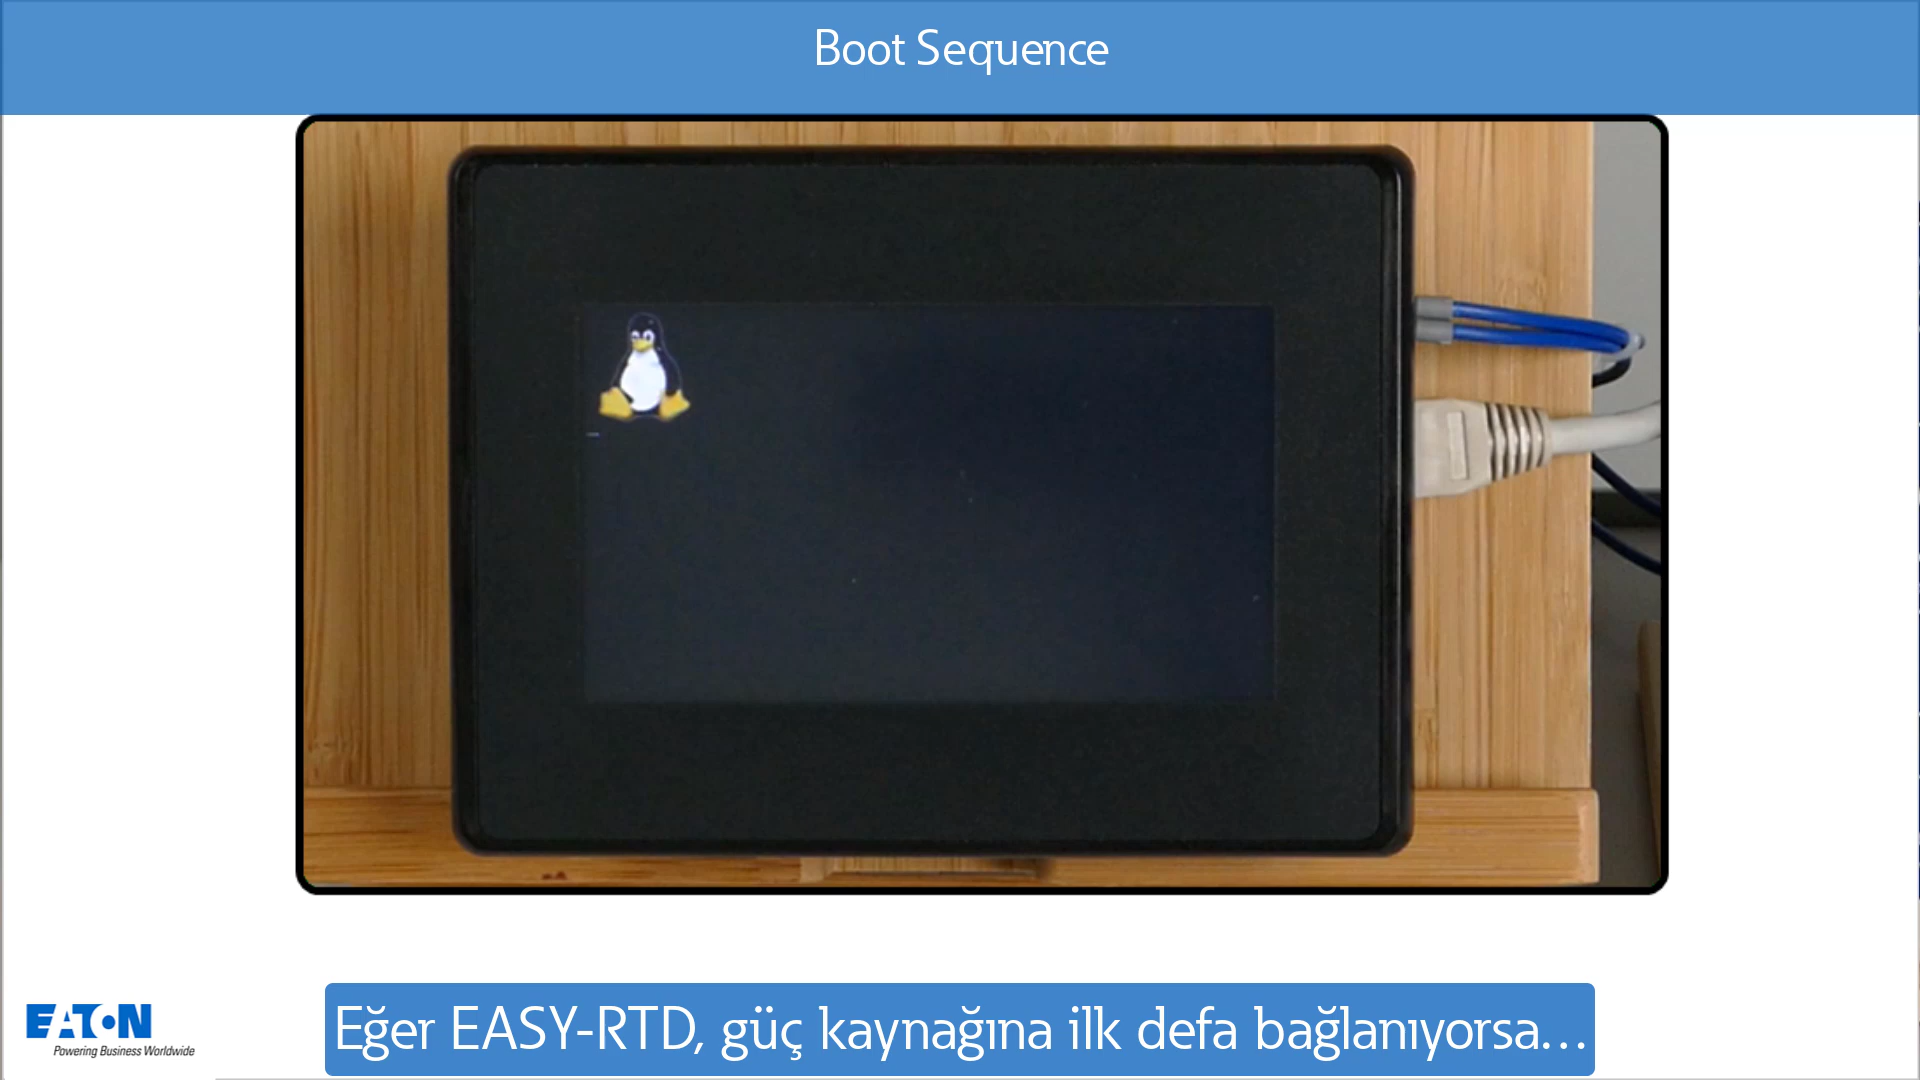 Boot Sequence
EATON
Powering Business Worldwide
Eğer EASY-RTD, güç kaynağına ilk defa bağlanıyorsa...